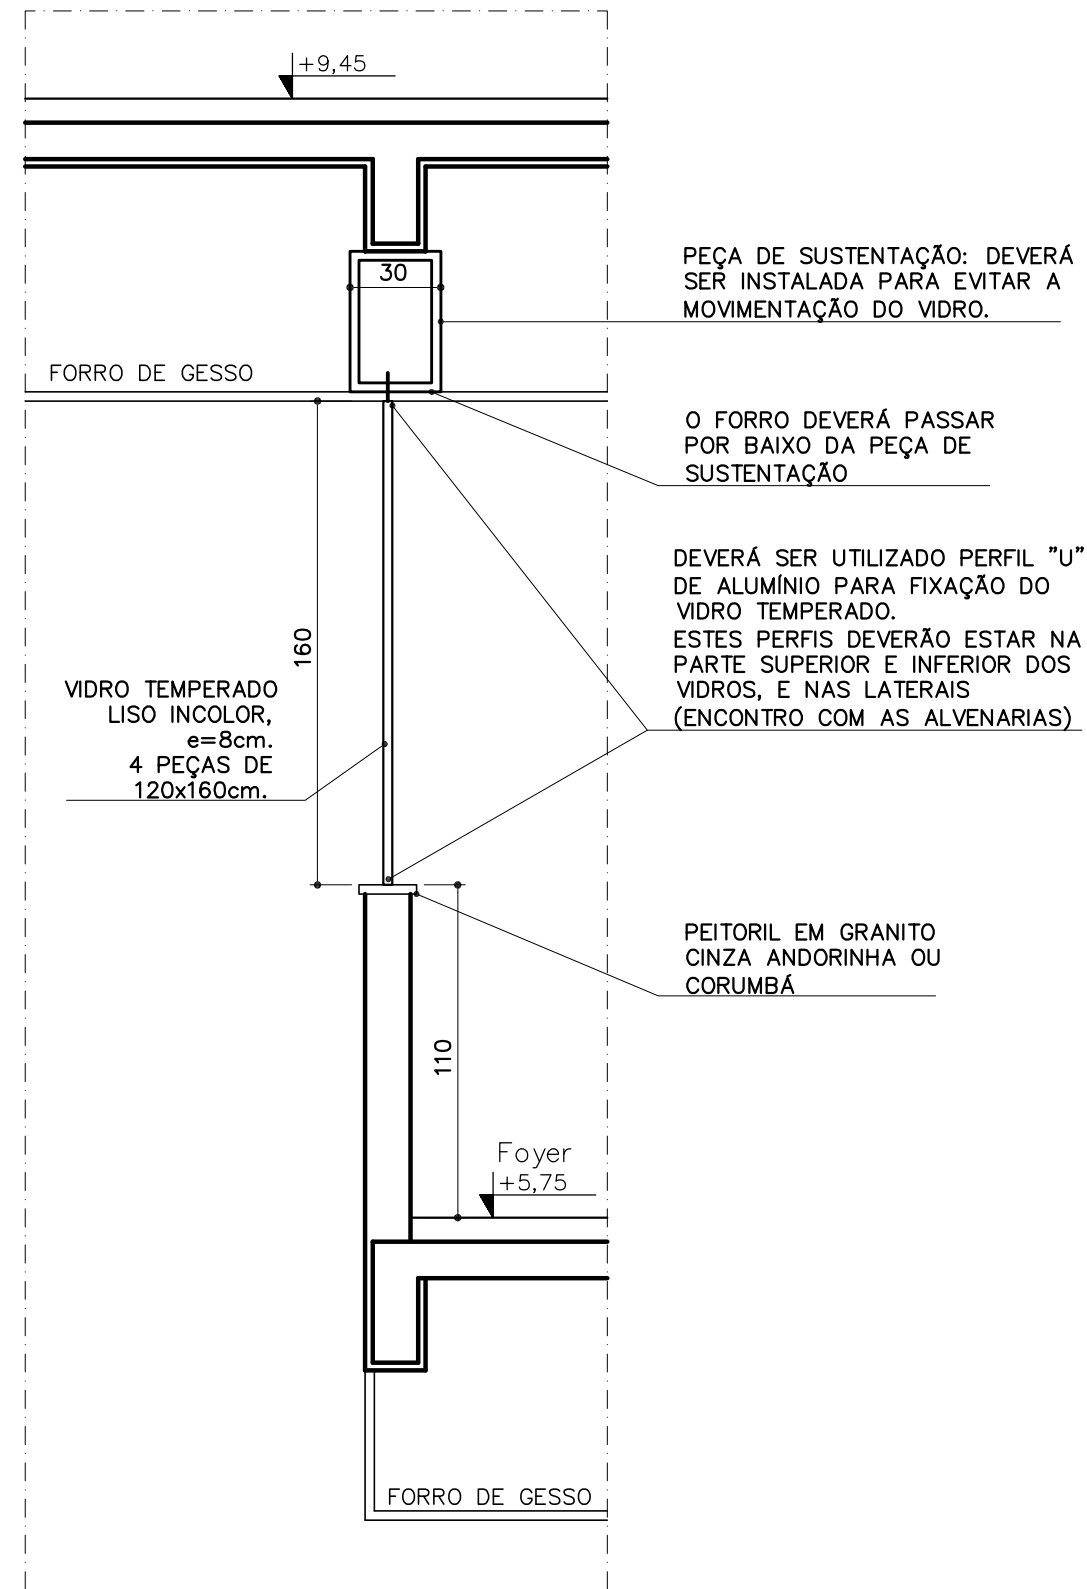 +9,45
PEÇA DE SUSTENTAÇÃO: DEVERÁ
SER INSTALADA PARA EVITAR A
MOVIMENTAÇÃO DO VIDRO.
30
FORRO DE GESSO
O FORRO DEVERÁ PASSAR
POR BAIXO DA PEÇA DE
SUSTENTAÇÃO
DEVERÁ SER UTILIZADO PERFIL "U"
DE ALUMÍNIO PARA FIXAÇÃO DO
VIDRO TEMPERADO.
ESTES PERFIS DEVERÃO ESTAR NA
PARTE SUPERIOR E INFERIOR DOS
VIDROS, E NAS LATERAIS
(ENCONTRO COM AS ALVENARIAS)
160
VIDRO TEMPERADO
LISO INCOLOR,
e=8cm.
4 PEÇAS DE
120x160cm.
PEITORIL EM GRANITO
CINZA ANDORINHA OU
CORUMBÁ
110
Foyer
+5,75
FORRO DE GESSO